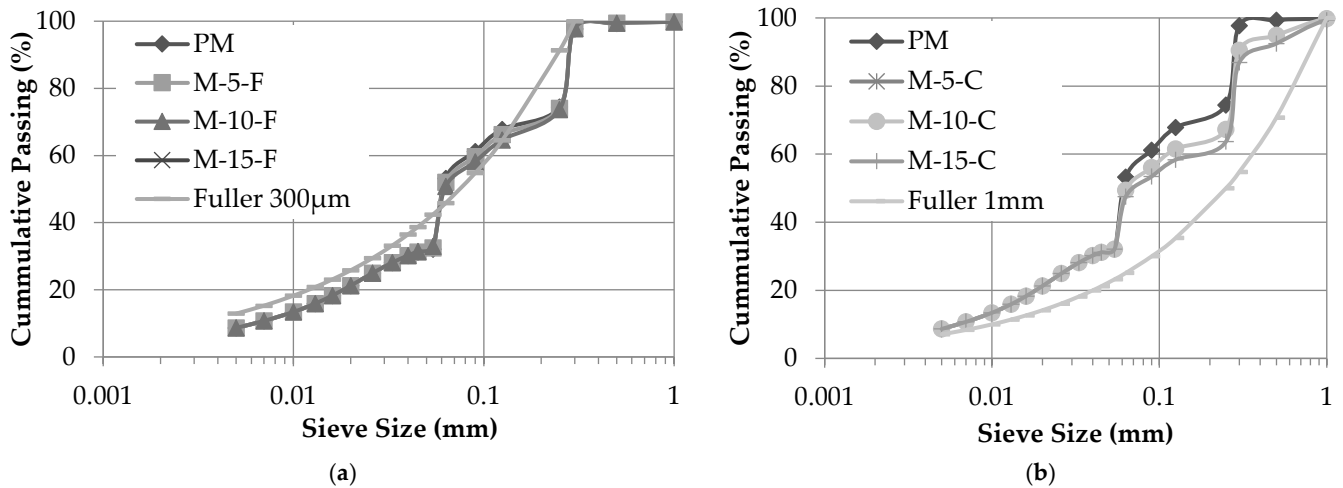 Cummulative Passing (%)
100
80
60
40
20
0
PM
M-5-F
M-10-F
M-15-F
Fuller 300µm
0.001
0.01
0.1
1
Sieve Size (mm)
(a)
Cummulative Passing (%)
100
80
60
40
20
0
PM
M-5-C
M-10-C
M-15-C
Fuller 1mm
0.001
0.01
0.1
1
Sieve Size (mm)
(b)